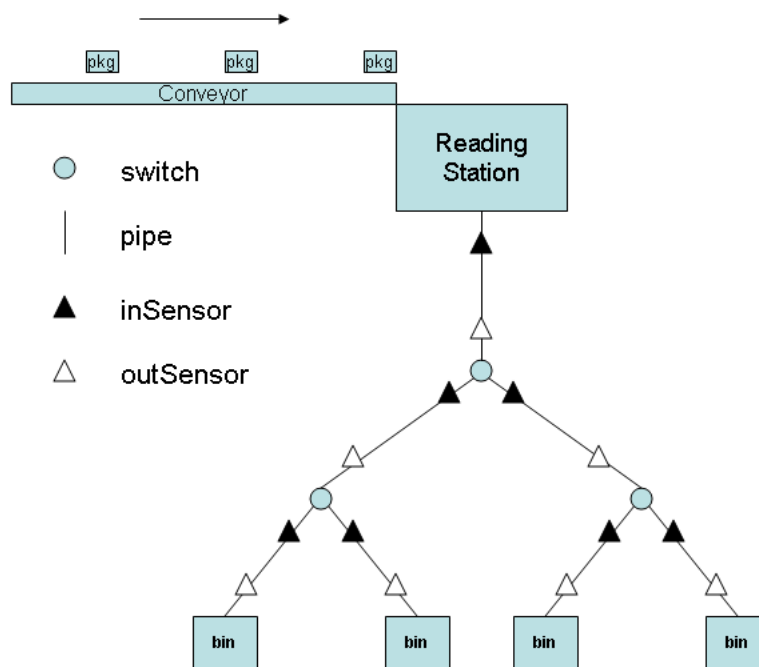 pkg pkg pkg
Conveyor
Reading
Station
switch
pipe
inSensor
outSensor
bin bin bin bin